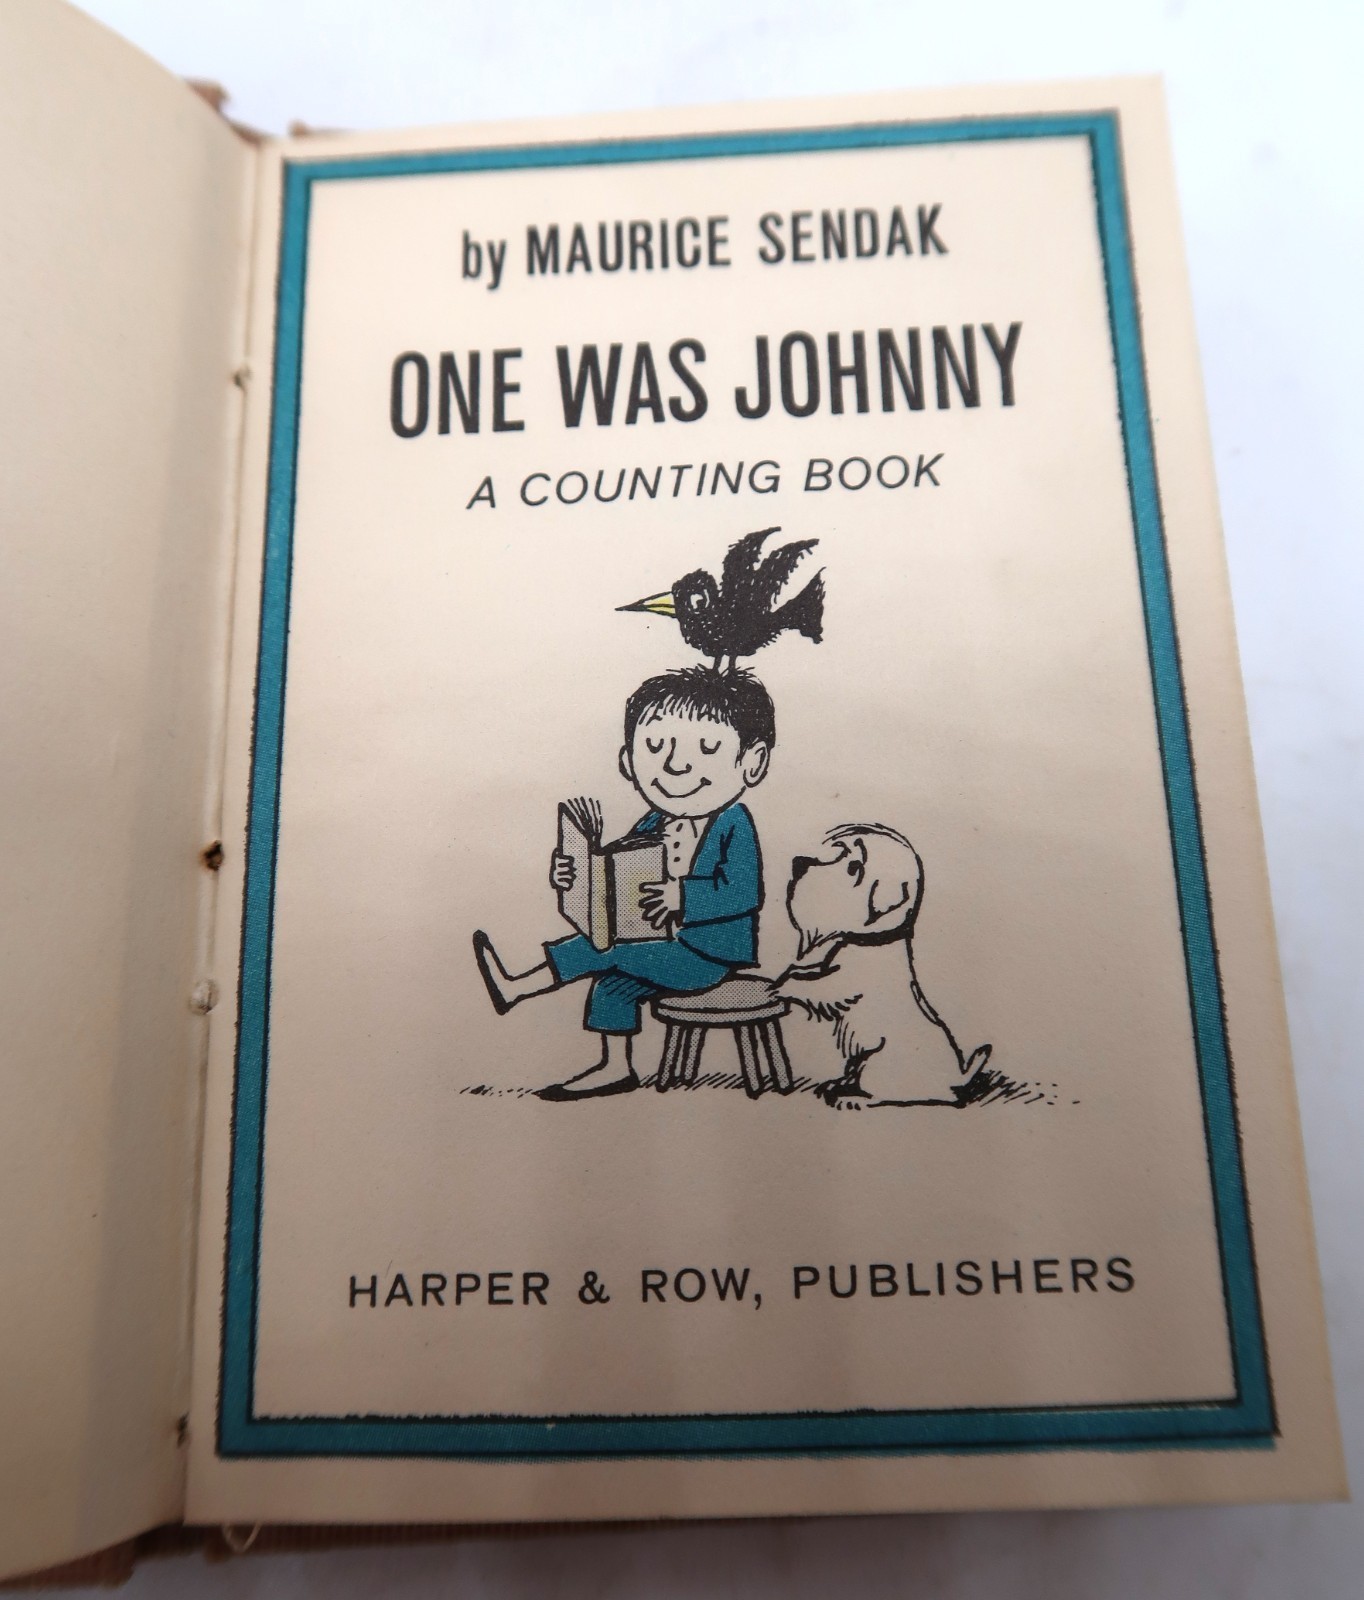 by MAURICE SENDAK
ONE WAS JOHNNY
A COUNTING BOOK
HARPER & ROW, PUBLISHERS